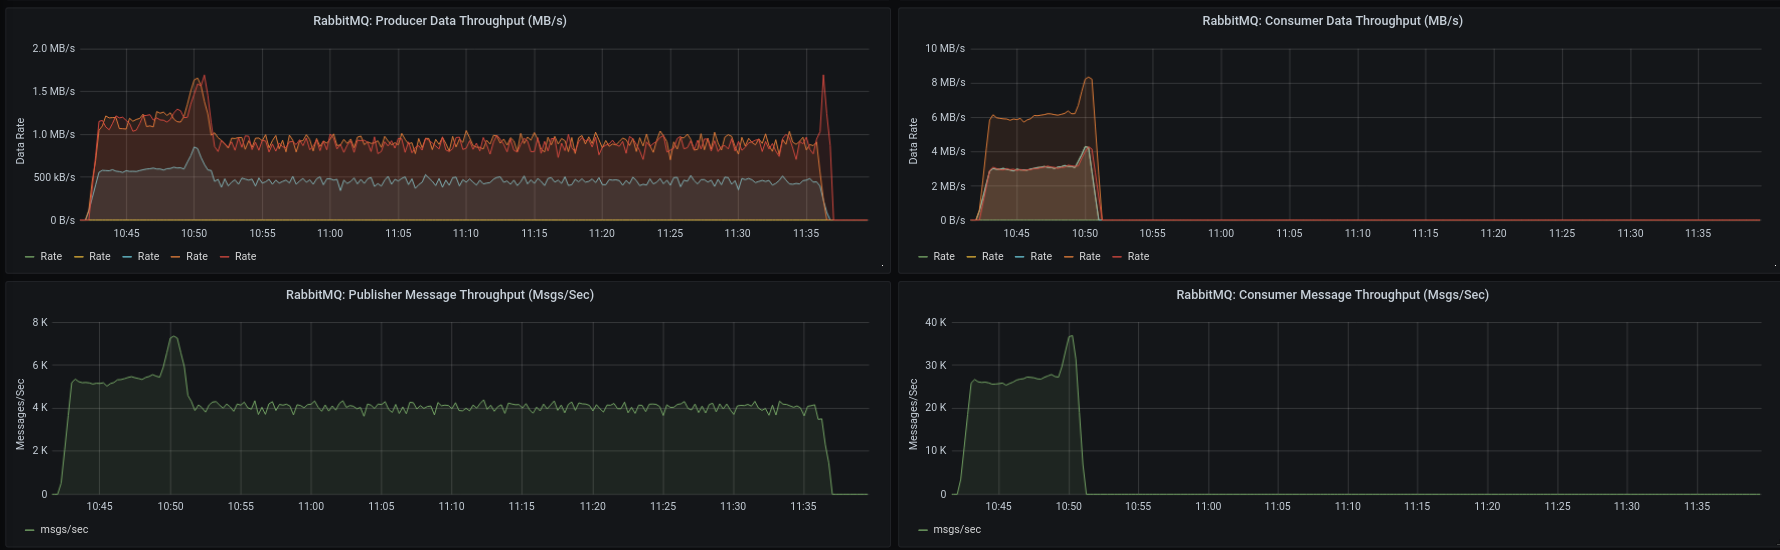 RabbitMQ: Producer Data Throughput (MB/s)
Data Rate
2.0 MB/s
1.5 MB/s
1.0 MB/s
500 kB/s
0 B/s
10:45 10:50 10:55 11:00 11:05 11:10 11:15 11:20 11:25 11:30 11:35
Rate Rate Rate Rate Rate
RabbitMQ: Consumer Data Throughput (MB/s)
Data Rate
10 MB/s
8 MB/s
6 MB/s
4 MB/s
2 MB/s
0 B/s
10:45 10:50 10:55 11:00 11:05 11:10 11:15 11:20 11:25 11:30 11:35
Rate Rate Rate Rate Rate
RabbitMQ: Publisher Message Throughput (Msgs/Sec)
Messages/Sec
8 K
6 K
4 K
2 K
0
10:45 10:50 10:55 11:00 11:05 11:10 11:15 11:20 11:25 11:30 11:35
msgs/sec
RabbitMQ: Consumer Message Throughput (Msgs/Sec)
Messages/Sec
40 K
30 K
20 K
10 K
0
10:45 10:50 10:55 11:00 11:05 11:10 11:15 11:20 11:25 11:30 11:35
msgs/sec